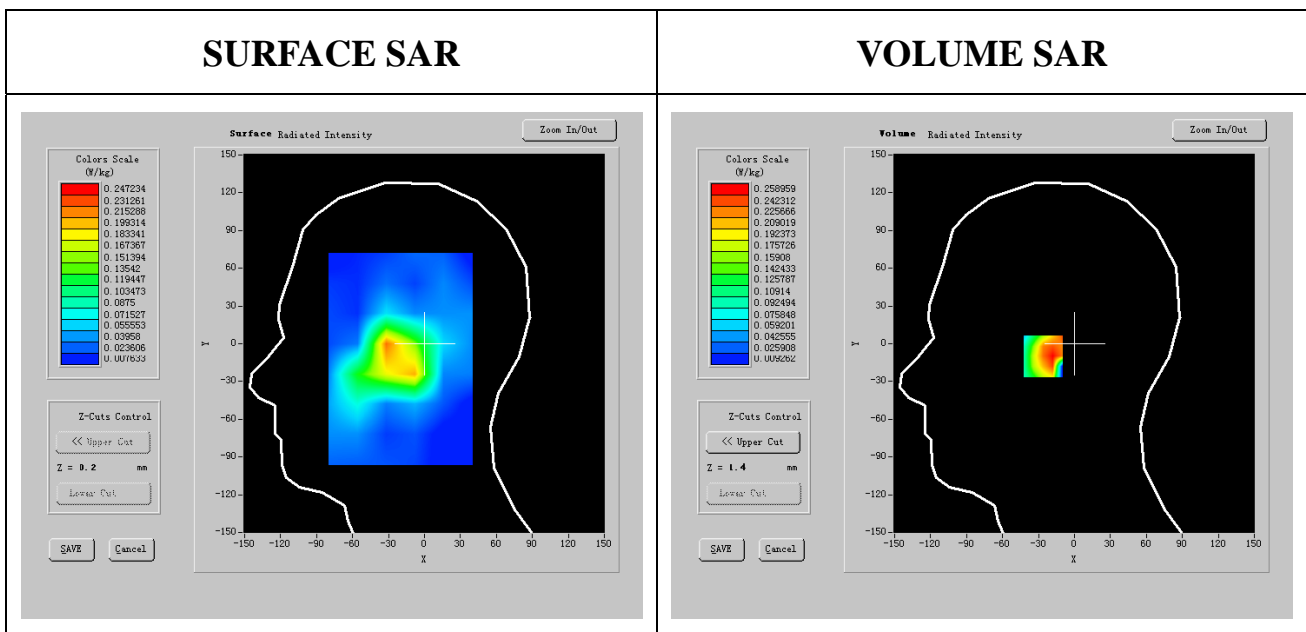 SURFACE SAR
VOLUME SAR
Surface Radiated Intensity
Zoom In/Out
Colors Scale
(W/kg)
0.247234
0.231261
0.215288
0.199314
0.183341
0.167367
0.151394
0.13542
0.119447
0.103473
0.0875
0.071527
0.055553
0.03958
0.023606
0.007633
Z-Cuts Control
<< Upper Cut
Z = 0.2 mm
Lower Cut
SAVE Cancel
150
120
90
60
30
0
-30
-60
-90
-120
-150
Y
-150 -120 -90 -60 -30 0 30 60 90 120 150
X
Volume Radiated Intensity
Zoom In/Out
Colors Scale
(W/kg)
0.258959
0.242312
0.225666
0.209019
0.192373
0.175726
0.15908
0.142433
0.125787
0.10914
0.092494
0.075848
0.059201
0.042555
0.025908
0.009262
Z-Cuts Control
<< Upper Cut
Z = 1.4 mm
Lower Cut
SAVE Cancel
150
120
90
60
30
0
-30
-60
-90
-120
-150
Y
-150 -120 -90 -60 -30 0 30 60 90 120 150
X